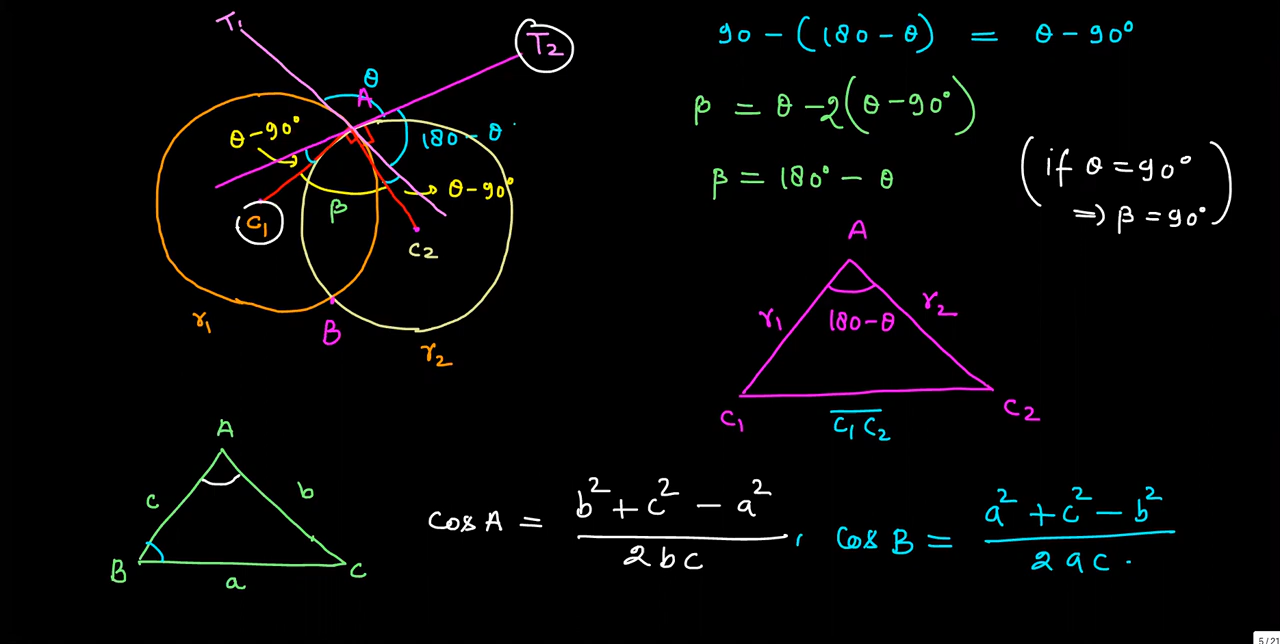 T₁
T₂
θ
A
θ-90°
180-θ
θ-90°
β
C₁
C₂
B
r₁
r₂
90 - (180-θ) = θ-90°
β = θ-2(θ-90°)
β = 180° - θ
(if θ = 90°
⇒ β = 90°)
A
r₁
r₂
180-θ
C₁
C₂
C₁C₂
A
c
b
B
a
C
cos A = (b² + c² - a²) / 2bc , cos B = (a² + c² - b²) / 2ac .
5 / 21